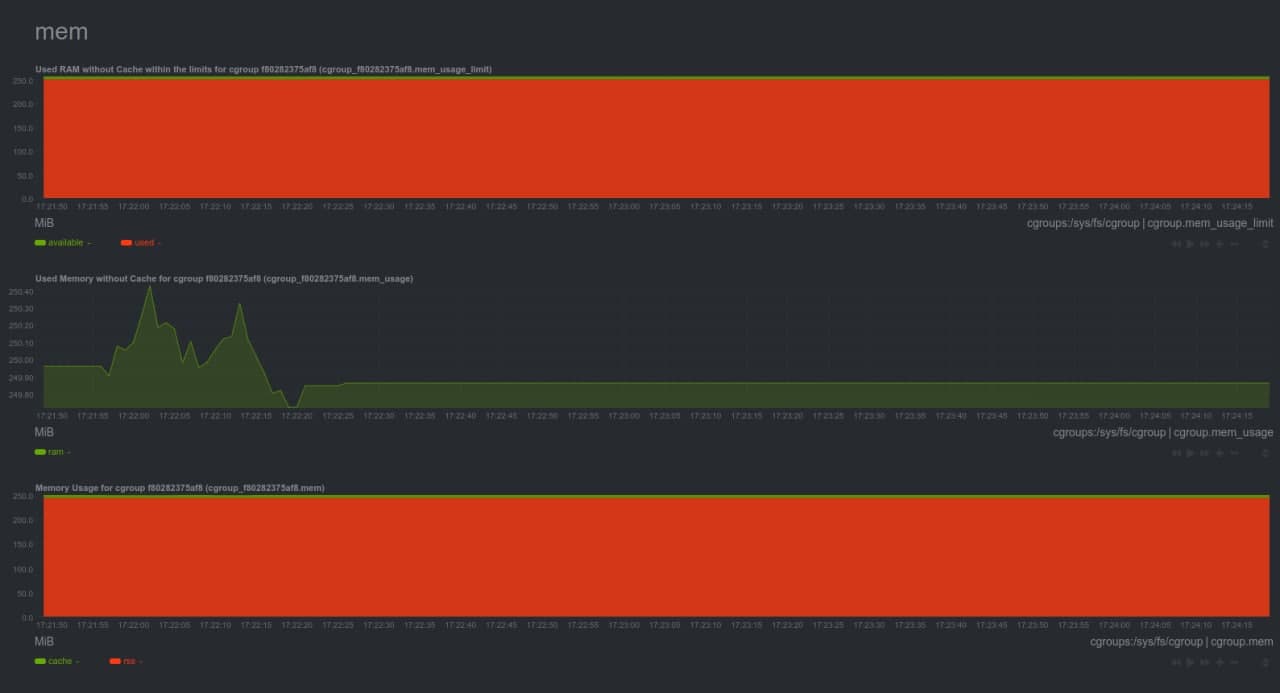 mem
Used RAM without Cache within the limits for cgroup f80282375af8 (cgroup_f80282375af8.mem_usage_limit)
250.0
200.0
150.0
100.0
50.0
0.0
17:21:50 17:21:55 17:22:00 17:22:05 17:22:10 17:22:15 17:22:20 17:22:25 17:22:30 17:22:35 17:22:40 17:22:45 17:22:50 17:22:55 17:23:00 17:23:05 17:23:10 17:23:15 17:23:20 17:23:25 17:23:30 17:23:35 17:23:40 17:23:45 17:23:50 17:23:55 17:24:00 17:24:05 17:24:10 17:24:15
MiB cgroups:/sys/fs/cgroup | cgroup.mem_usage_limit
available - used -
Used Memory without Cache for cgroup f80282375af8 (cgroup_f80282375af8.mem_usage)
250.40
250.30
250.20
250.10
250.00
249.90
249.80
17:21:50 17:21:55 17:22:00 17:22:05 17:22:10 17:22:15 17:22:20 17:22:25 17:22:30 17:22:35 17:22:40 17:22:45 17:22:50 17:22:55 17:23:00 17:23:05 17:23:10 17:23:15 17:23:20 17:23:25 17:23:30 17:23:35 17:23:40 17:23:45 17:23:50 17:23:55 17:24:00 17:24:05 17:24:10 17:24:15
MiB cgroups:/sys/fs/cgroup | cgroup.mem_usage
ram -
Memory Usage for cgroup f80282375af8 (cgroup_f80282375af8.mem)
250.0
200.0
150.0
100.0
50.0
0.0
17:21:50 17:21:55 17:22:00 17:22:05 17:22:10 17:22:15 17:22:20 17:22:25 17:22:30 17:22:35 17:22:40 17:22:45 17:22:50 17:22:55 17:23:00 17:23:05 17:23:10 17:23:15 17:23:20 17:23:25 17:23:30 17:23:35 17:23:40 17:23:45 17:23:50 17:23:55 17:24:00 17:24:05 17:24:10 17:24:15
MiB cgroups:/sys/fs/cgroup | cgroup.mem
cache - rss -